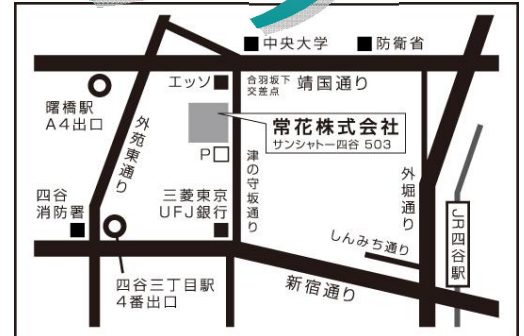 ■中央大学 ■防衛省
エッソ■
合羽坂下
交差点
靖国通り
曙橋駅
A4出口
外苑東通り
常花株式会社
サンシャトー四谷 503
P□
津の守坂通り
外堀通り
四谷
消防署
三菱東京
UFJ銀行
しんみち通り
JR四谷駅
四谷三丁目駅
4番出口
新宿通り